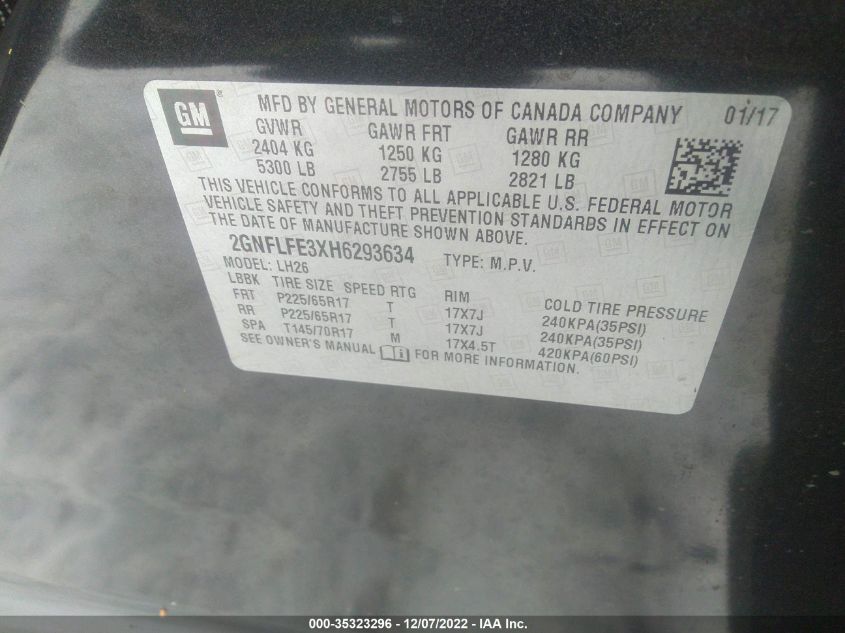 GM ®
MFD BY GENERAL MOTORS OF CANADA COMPANY 01/17
GVWR GAWR FRT GAWR RR
2404 KG 1250 KG 1280 KG
5300 LB 2755 LB 2821 LB
THIS VEHICLE CONFORMS TO ALL APPLICABLE U.S. FEDERAL MOTOR
VEHICLE SAFETY AND THEFT PREVENTION STANDARDS IN EFFECT ON
THE DATE OF MANUFACTURE SHOWN ABOVE.
2GNFLFE3XH6293634 TYPE: M.P.V.
MODEL: LH26
LBBK TIRE SIZE SPEED RTG RIM COLD TIRE PRESSURE
FRT P225/65R17 T 17X7J 240KPA(35PSI)
RR P225/65R17 T 17X7J 240KPA(35PSI)
SPA T145/70R17 M 17X4.5T 420KPA(60PSI)
SEE OWNER'S MANUAL FOR MORE INFORMATION.
000-35323296 - 12/07/2022 - IAA Inc.